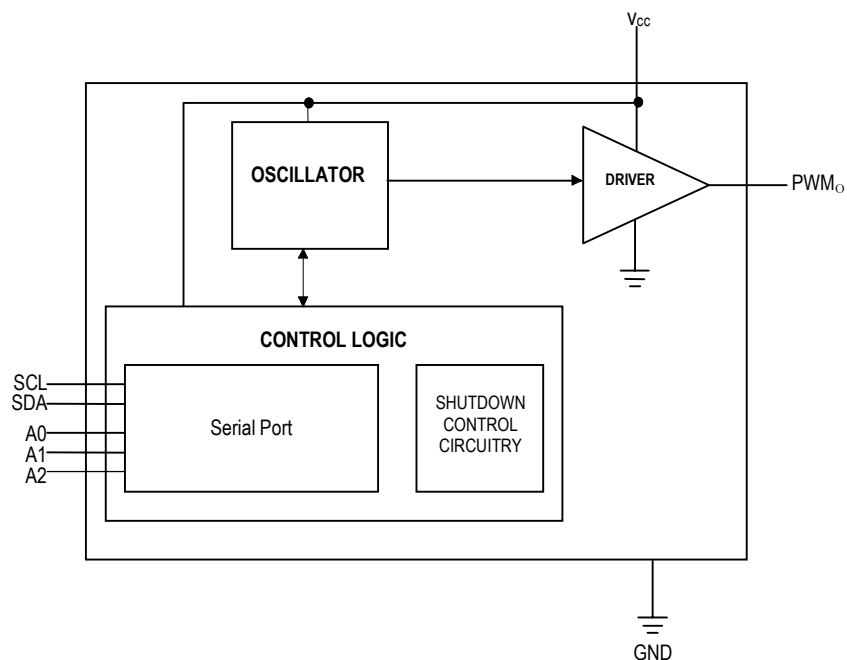 VCC
OSCILLATOR
DRIVER
PWMO
CONTROL LOGIC
SCL
SDA
A0
A1
A2
Serial Port
SHUTDOWN
CONTROL
CIRCUITRY
GND